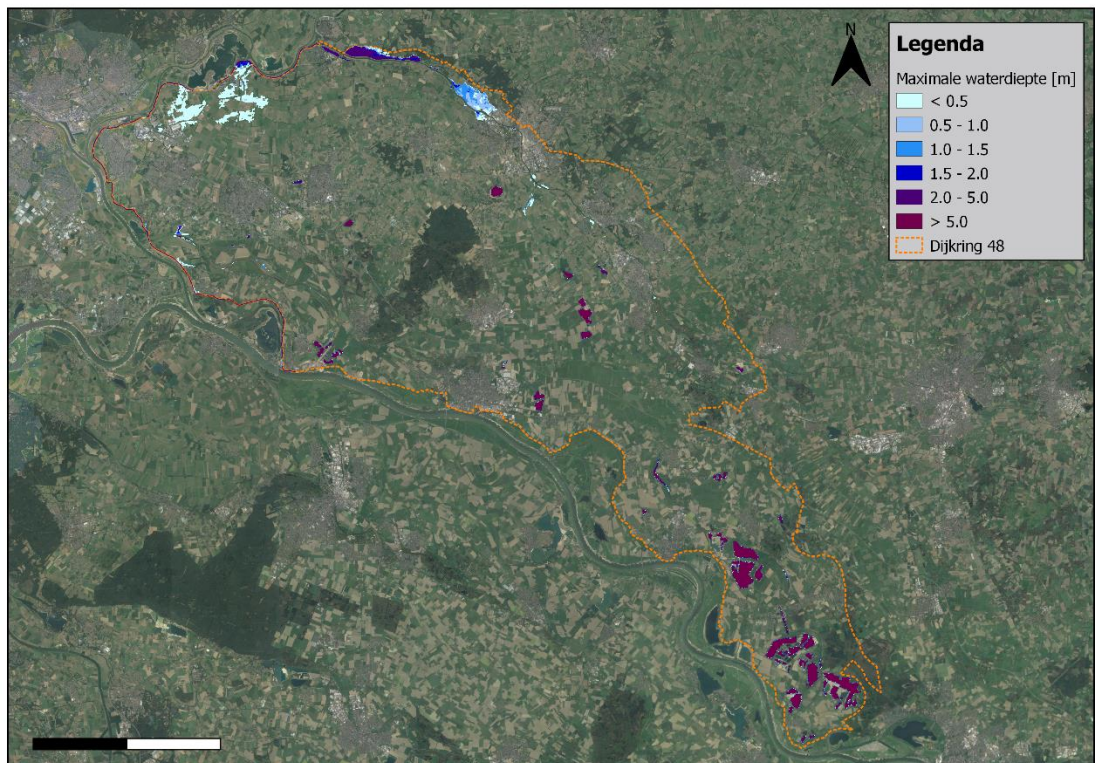 N
Legenda
Maximale waterdiepte [m]
< 0.5
0.5 - 1.0
1.0 - 1.5
1.5 - 2.0
2.0 - 5.0
> 5.0
Dijkring 48